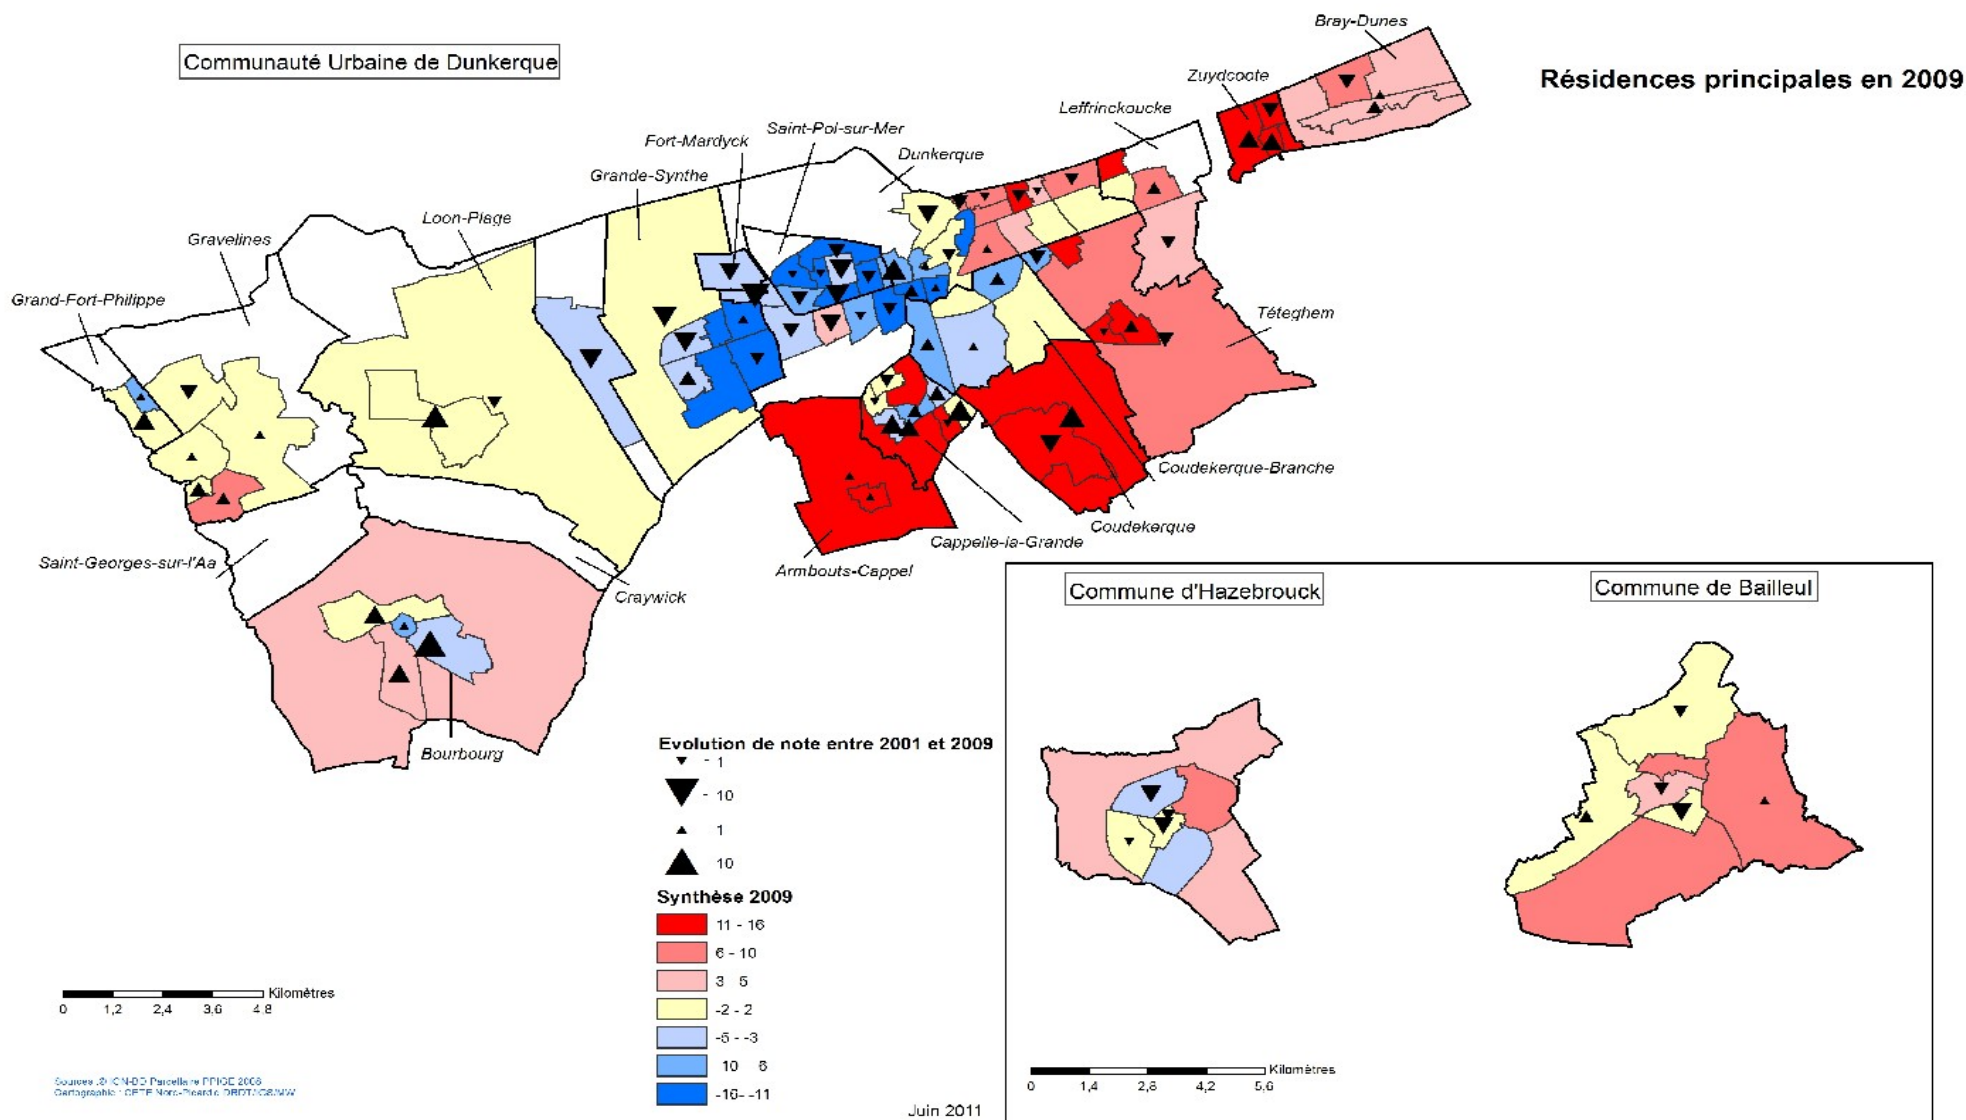 Bray-Dunes
Communauté Urbaine de Dunkerque
Zuydcoote
Résidences principales en 2009
Leffrinckoucke
Saint-Pol-sur-Mer
Fort-Mardyck
Dunkerque
Grande-Synthe
Loon-Plage
Gravelines
Grand-Fort-Philippe
Téteghem
Coudekerque-Branche
Coudekerque
Cappelle-la-Grande
Saint-Georges-sur-l'Aa
Armbouts-Cappel
Craywick
Commune d'Hazebrouck
Commune de Bailleul
Bourbourg
Evolution de note entre 2001 et 2009
- 1
- 10
1
10
Synthèse 2009
11 - 16
6 - 10
3 5
-2 - 2
-5 - -3
10 6
-16- -11
Kilomètres
0 1,2 2,4 3,6 4,8
Kilomètres
0 1,4 2,8 4,2 5,6
Juin 2011